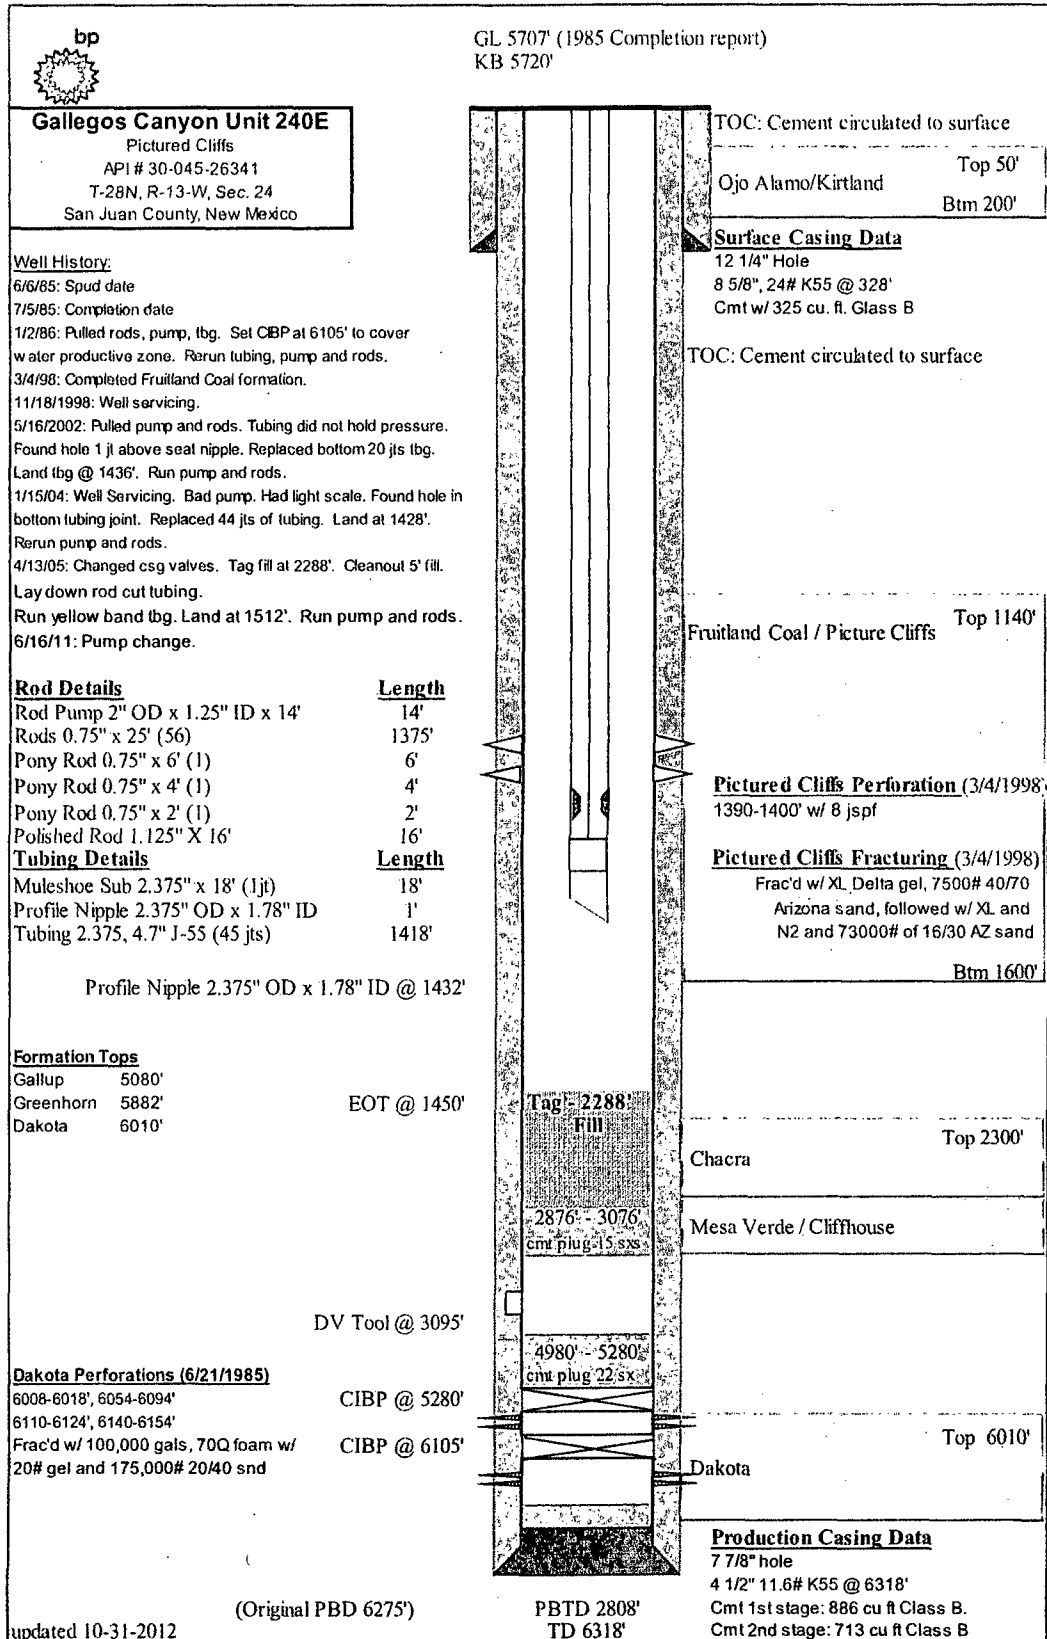 bp
GL 5707' (1985 Completion report)
KB 5720'
Gallegos Canyon Unit 240E
Pictured Cliffs
API # 30-045-26341
T-28N, R-13-W, Sec. 24
San Juan County, New Mexico
Well History:
6/6/85: Spud date
7/5/85: Completion date
1/2/86: Pulled rods, pump, tbg. Set CIBP at 6105' to cover
water productive zone. Rerun tubing, pump and rods.
3/4/98: Completed Fruitland Coal formation.
11/18/1998: Well servicing.
5/16/2002: Pulled pump and rods. Tubing did not hold pressure.
Found hole 1 jt above seat nipple. Replaced bottom 20 jts tbg.
Land tbg @ 1436'. Run pump and rods.
1/15/04: Well Servicing. Bad pump. Had light scale. Found hole in
bottom tubing joint. Replaced 44 jts of tubing. Land at 1428'.
Rerun pump and rods.
4/13/05: Changed csg valves. Tag fill at 2288'. Cleanout 5' fill.
Lay down rod cut tubing.
Run yellow band tbg. Land at 1512'. Run pump and rods.
6/16/11: Pump change.
Rod Details Length
Rod Pump 2" OD x 1.25" ID x 14' 14'
Rods 0.75" x 25' (56) 1375'
Pony Rod 0.75" x 6' (1) 6'
Pony Rod 0.75" x 4' (1) 4'
Pony Rod 0.75" x 2' (1) 2'
Polished Rod 1.125" X 16' 16'
Tubing Details Length
Muleshoe Sub 2.375" x 18' (1jt) 18'
Profile Nipple 2.375" OD x 1.78" ID 1'
Tubing 2.375, 4.7" J-55 (45 jts) 1418'
Profile Nipple 2.375" OD x 1.78" ID @ 1432'
Formation Tops
Gallup 5080'
Greenhorn 5882'
Dakota 6010'
EOT @ 1450'
DV Tool @ 3095'
Dakota Perforations (6/21/1985)
6008-6018', 6054-6094'
6110-6124', 6140-6154'
Frac'd w/ 100,000 gals, 70Q foam w/
20# gel and 175,000# 20/40 snd
CIBP @ 5280'
CIBP @ 6105'
(Original PBD 6275')
updated 10-31-2012
Tag - 2288'
Fill
2876' - 3076'
cmt plug-15 sxs
4980' - 5280'
cmt plug 22 sx
PBTD 2808'
TD 6318'
TOC: Cement circulated to surface
Top 50'
Ojo Alamo/Kirtland
Btm 200'
Surface Casing Data
12 1/4" Hole
8 5/8", 24# K55 @ 328'
Cmt w/ 325 cu. ft. Glass B
TOC: Cement circulated to surface
Top 1140'
Fruitland Coal / Picture Cliffs
Pictured Cliffs Perforation (3/4/1998)
1390-1400' w/ 8 jspf
Pictured Cliffs Fracturing (3/4/1998)
Frac'd w/ XL Delta gel, 7500# 40/70
Arizona sand, followed w/ XL and
N2 and 73000# of 16/30 AZ sand
Btm 1600'
Top 2300'
Chacra
Mesa Verde / Cliffhouse
Top 6010'
Dakota
Production Casing Data
7 7/8" hole
4 1/2" 11.6# K55 @ 6318'
Cmt 1st stage: 886 cu ft Class B.
Cmt 2nd stage: 713 cu ft Class B